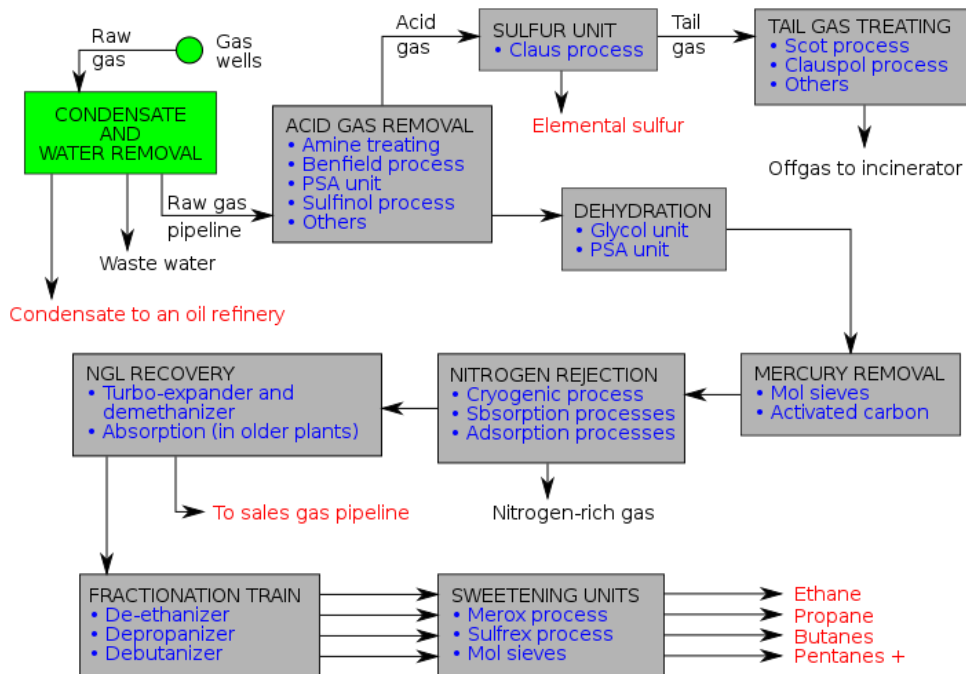 Raw
gas
Gas
wells
CONDENSATE
AND
WATER REMOVAL
Raw gas
pipeline
Waste water
Condensate to an oil refinery
ACID GAS REMOVAL
• Amine treating
• Benfield process
• PSA unit
• Sulfinol process
• Others
Acid
gas
SULFUR UNIT
• Claus process
Elemental sulfur
Tail
gas
TAIL GAS TREATING
• Scot process
• Clauspol process
• Others
Offgas to incinerator
DEHYDRATION
• Glycol unit
• PSA unit
MERCURY REMOVAL
• Mol sieves
• Activated carbon
NITROGEN REJECTION
• Cryogenic process
• Sbsorption processes
• Adsorption processes
Nitrogen-rich gas
NGL RECOVERY
• Turbo-expander and
demethanizer
• Absorption (in older plants)
To sales gas pipeline
FRACTIONATION TRAIN
• De-ethanizer
• Depropanizer
• Debutanizer
SWEETENING UNITS
• Merox process
• Sulfrex process
• Mol sieves
Ethane
Propane
Butanes
Pentanes +